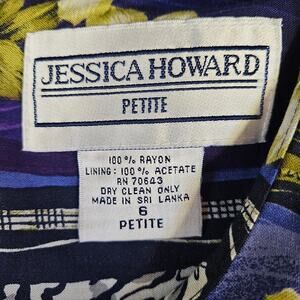 JESSICA HOWARD
PETITE
100% RAYON
LINING: 100% ACETATE
RN 70643
DRY CLEAN ONLY
MADE IN SRI LANKA
6
PETITE